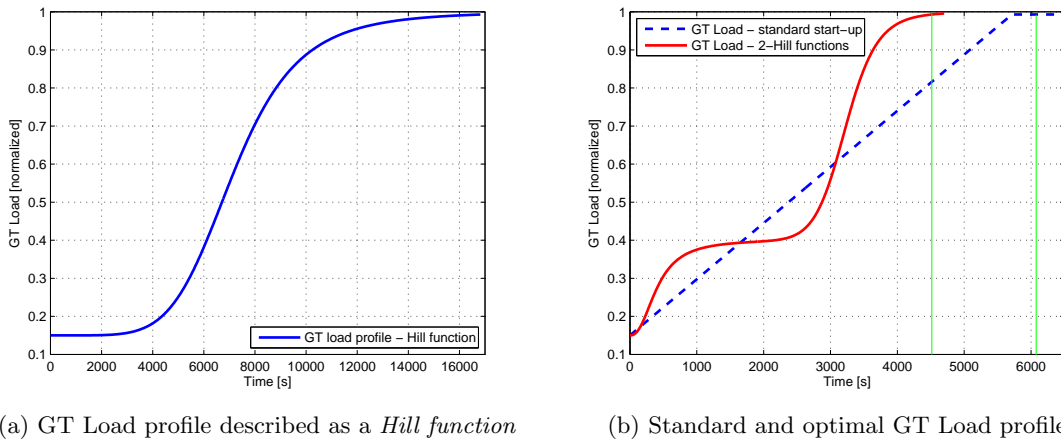 1
0.9
0.8
0.7
0.6
0.5
0.4
0.3
0.2
0.1
GT Load [normalized]
0 2000 4000 6000 8000 10000 12000 14000 16000
Time [s]
GT load profile − Hill function
(a) GT Load profile described as a Hill function
1
0.9
0.8
0.7
0.6
0.5
0.4
0.3
0.2
0.1
GT Load [normalized]
GT Load − standard start−up
GT Load − 2−Hill functions
0 1000 2000 3000 4000 5000 6000
Time [s]
(b) Standard and optimal GT Load profile